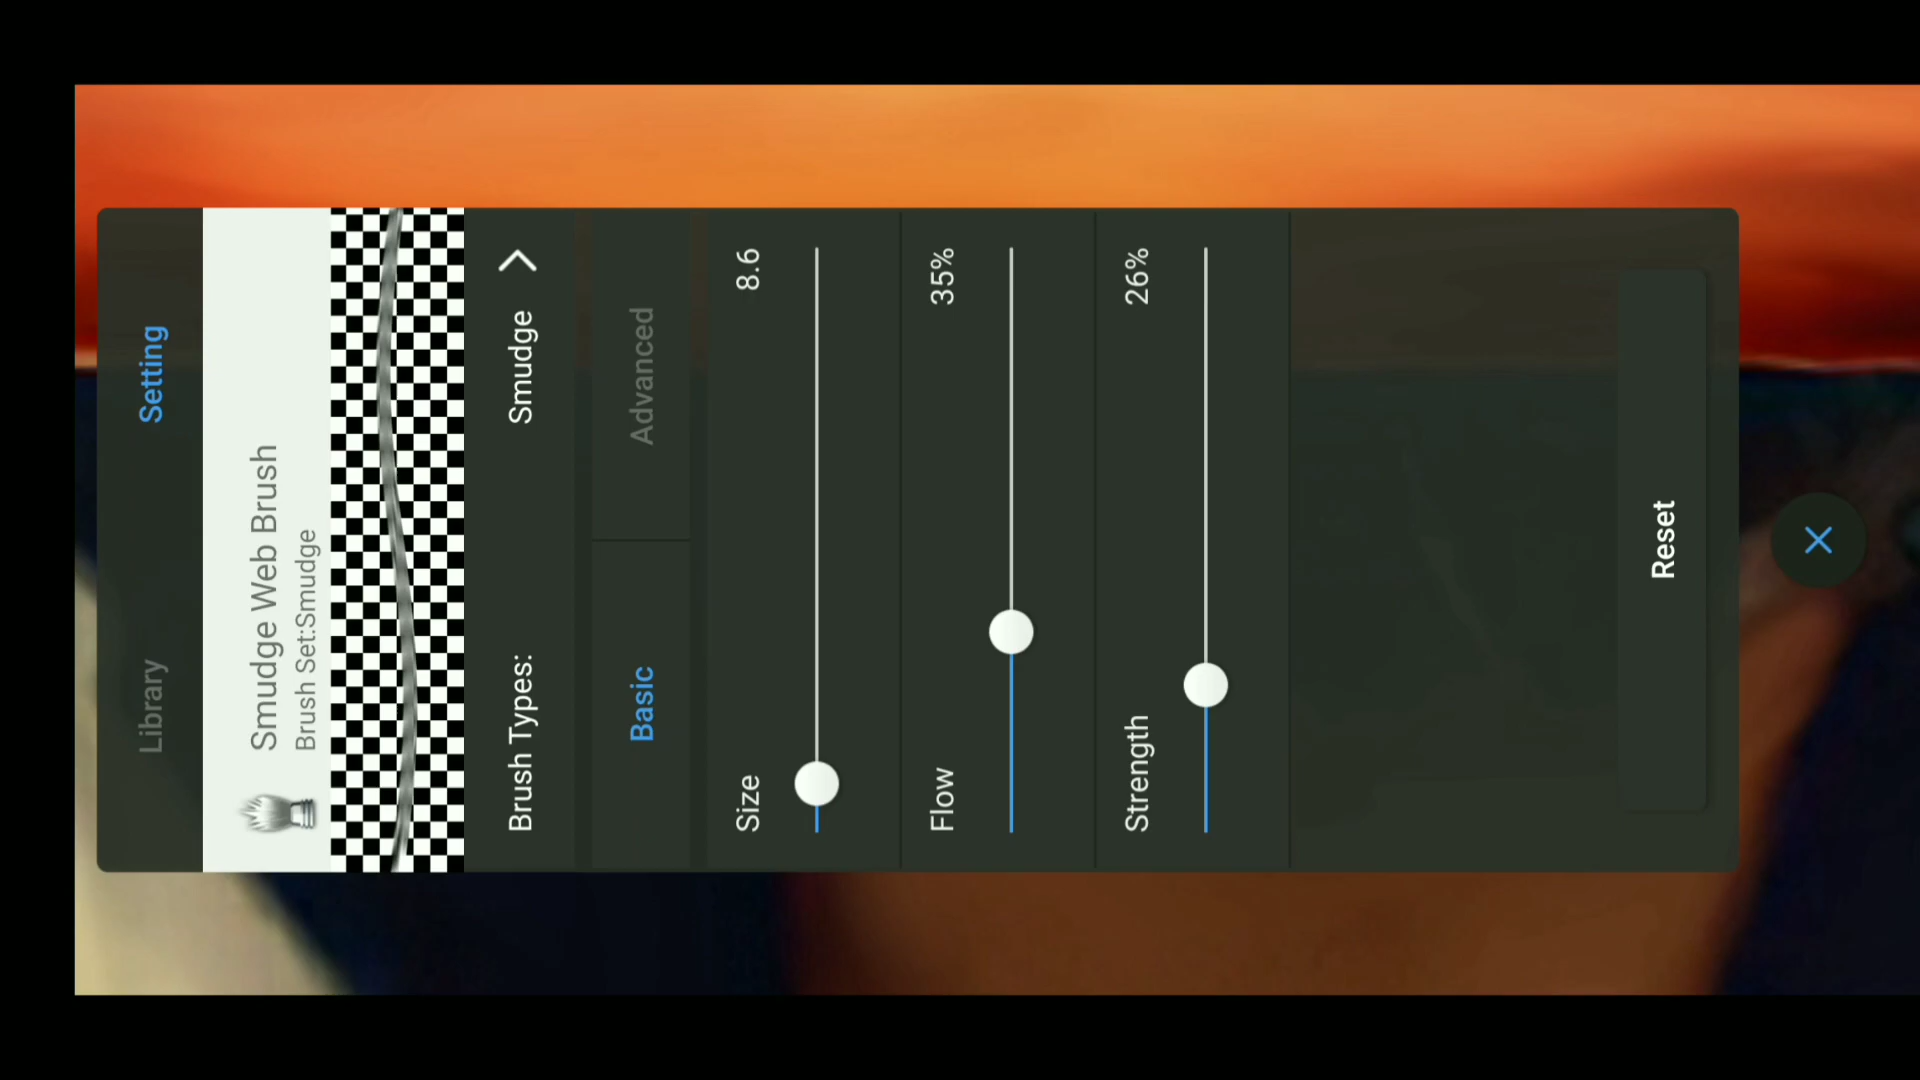 Library Setting
Smudge Web Brush
Brush Set:Smudge
Brush Types: Smudge
Basic Advanced
Size 8.6
Flow 35%
Strength 26%
Reset